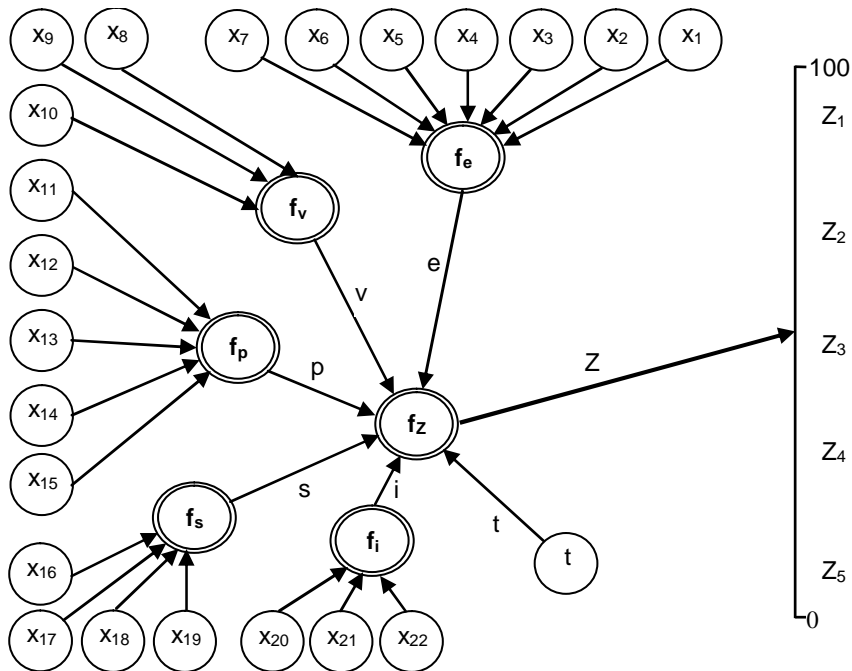 x₉ x₈ x₇ x₆ x₅ x₄ x₃ x₂ x₁
100
x₁₀
Z₁
fₑ
x₁₁
fᵥ
Z₂
x₁₂
e
v
x₁₃
fₚ
Z₃
p
Z
x₁₄
f_Z
Z₄
x₁₅
s
i
fₛ
t
fᵢ
t
x₁₆
Z₅
0
x₁₇ x₁₈ x₁₉ x₂₀ x₂₁ x₂₂